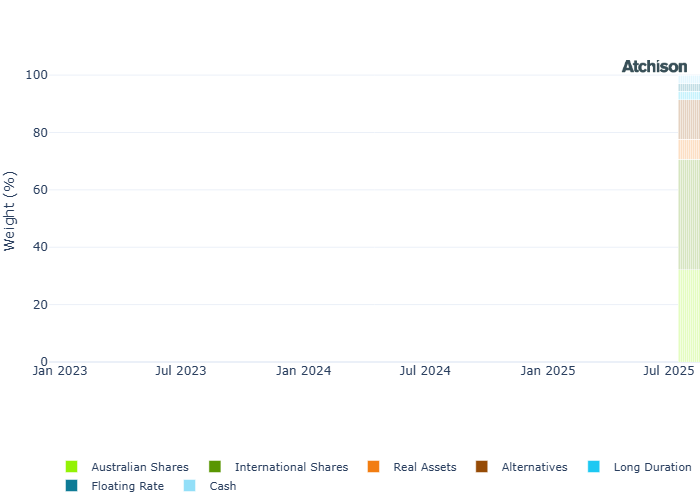 Atchison
100
80
60
40
20
0
Weight (%)
Jan 2023 Jul 2023 Jan 2024 Jul 2024 Jan 2025 Jul 2025
Australian Shares International Shares Real Assets Alternatives Long Duration
Floating Rate Cash